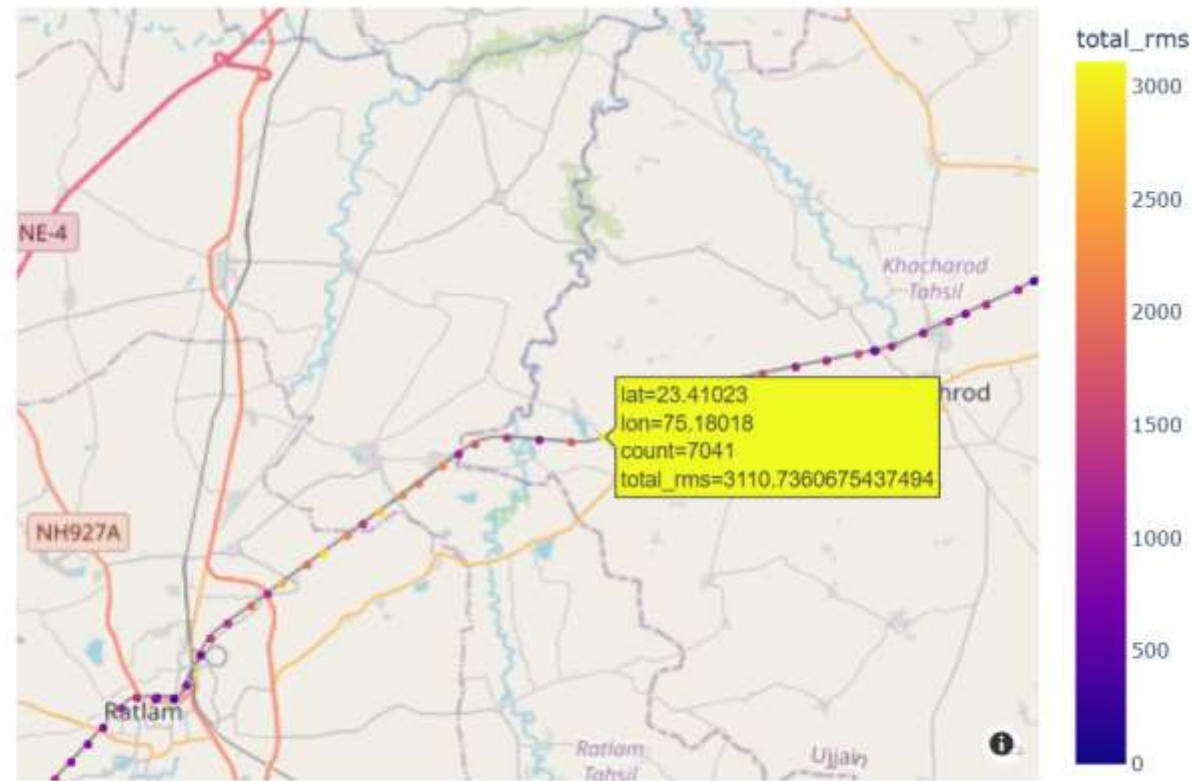 total_rms
3000
2500
2000
1500
1000
500
0
NE-4
Khacharod
Tahsil
hrod
lat=23.41023
lon=75.18018
count=7041
total_rms=3110.7360675437494
NH927A
Ratlam
Ratlam
Tahsil
Ujjain